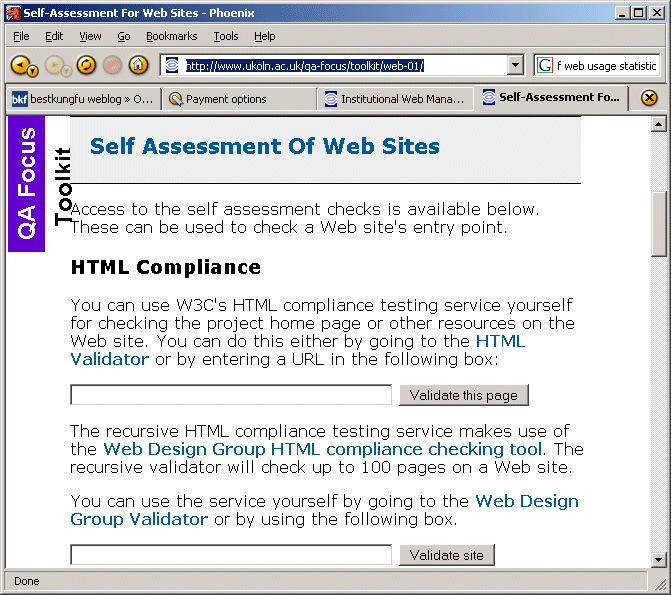 Self-Assessment For Web Sites - Phoenix
File Edit View Go Bookmarks Tools Help
http://www.ukoln.ac.uk/qa-focus/toolkit/web-01/
G f web usage statistic
bkf bestkungfu weblog » O... Payment options Institutional Web Mana... Self-Assessment Fo...
QA Focus
Toolkit
Self Assessment Of Web Sites
Access to the self assessment checks is available below.
These can be used to check a Web site's entry point.
HTML Compliance
You can use W3C's HTML compliance testing service yourself
for checking the project home page or other resources on the
Web site. You can do this either by going to the HTML
Validator or by entering a URL in the following box:
Validate this page
The recursive HTML compliance testing service makes use of
the Web Design Group HTML compliance checking tool. The
recursive validator will check up to 100 pages on a Web site.
You can use the service yourself by going to the Web Design
Group Validator or by using the following box.
Validate site
Done